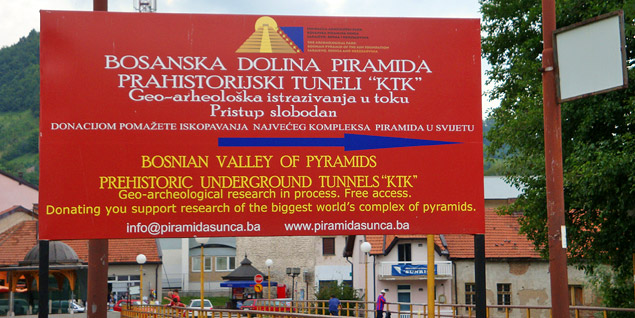 BOSANSKA DOLINA PIRAMIDA
PRAHISTORIJSKI TUNELI "KTK"
Geo-arheološka istrazivanja u toku
Pristup slobodan
DONACIJOM POMAŽETE ISKOPAVANJA NAJVEĆEG KOMPLEKSA PIRAMIDA U SVIJETU
BOSNIAN VALLEY OF PYRAMIDS
PREHISTORIC UNDERGROUND TUNNELS "KTK"
Geo-archeological research in process. Free access.
Donating you support research of the biggest world's complex of pyramids.
info@piramidasunca.ba www.piramidasunca.ba